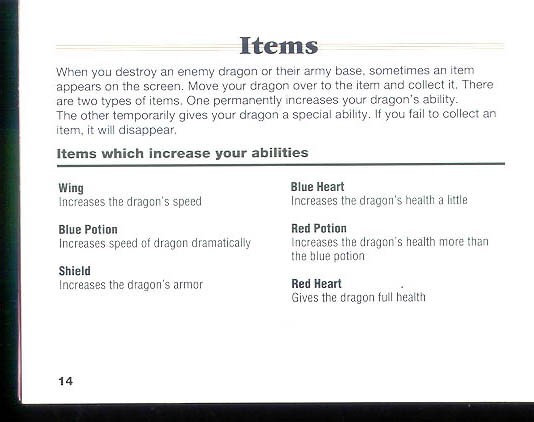 Items
When you destroy an enemy dragon or their army base, sometimes an item
appears on the screen. Move your dragon over to the item and collect it. There
are two types of items. One permanently increases your dragon's ability.
The other temporarily gives your dragon a special ability. If you fail to collect an
item, it will disappear.
Items which increase your abilities
Wing
Increases the dragon's speed
Blue Potion
Increases speed of dragon dramatically
Shield
Increases the dragon's armor
Blue Heart
Increases the dragon's health a little
Red Potion
Increases the dragon's health more than
the blue potion
Red Heart
Gives the dragon full health
14